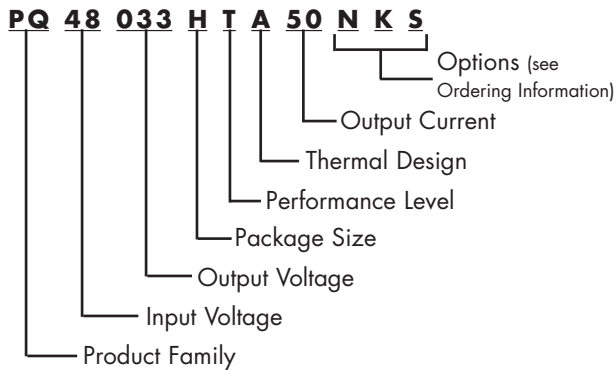 PQ 48 033 H T A 50 N K S
Options (see
Ordering Information)
Output Current
Thermal Design
Performance Level
Package Size
Output Voltage
Input Voltage
Product Family